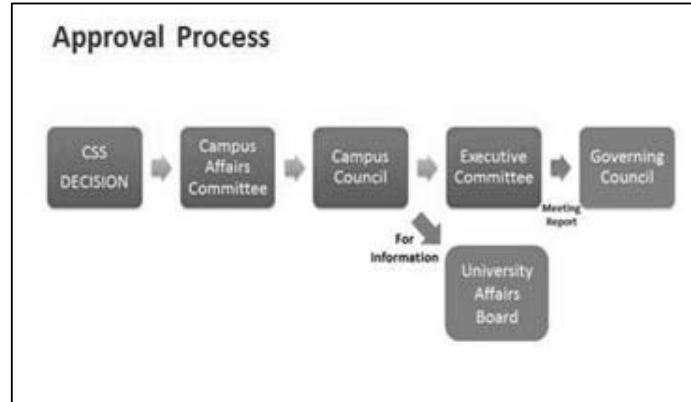 Approval Process
CSS
DECISION
Campus
Affairs
Committee
Campus
Council
Executive
Committee
Meeting
Report
Governing
Council
For
Information
University
Affairs
Board